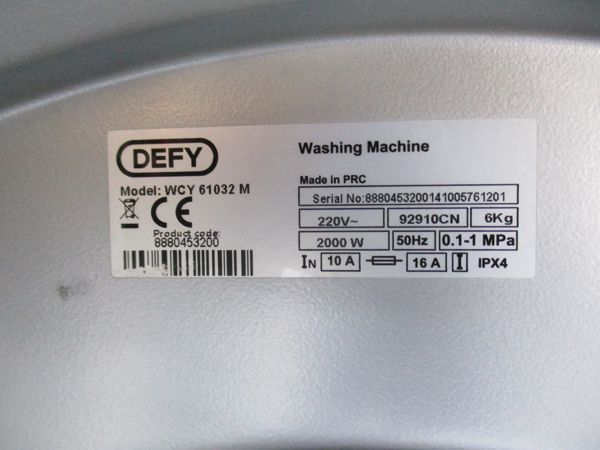 DEFY
Model: WCY 61032 M
CE
Product code:
8880453200
Washing Machine
Made in PRC
Serial No:8880453200141005761201
220V~ 92910CN 6Kg
2000 W 50Hz 0.1-1 MPa
IN 10 A 16 A I IPX4